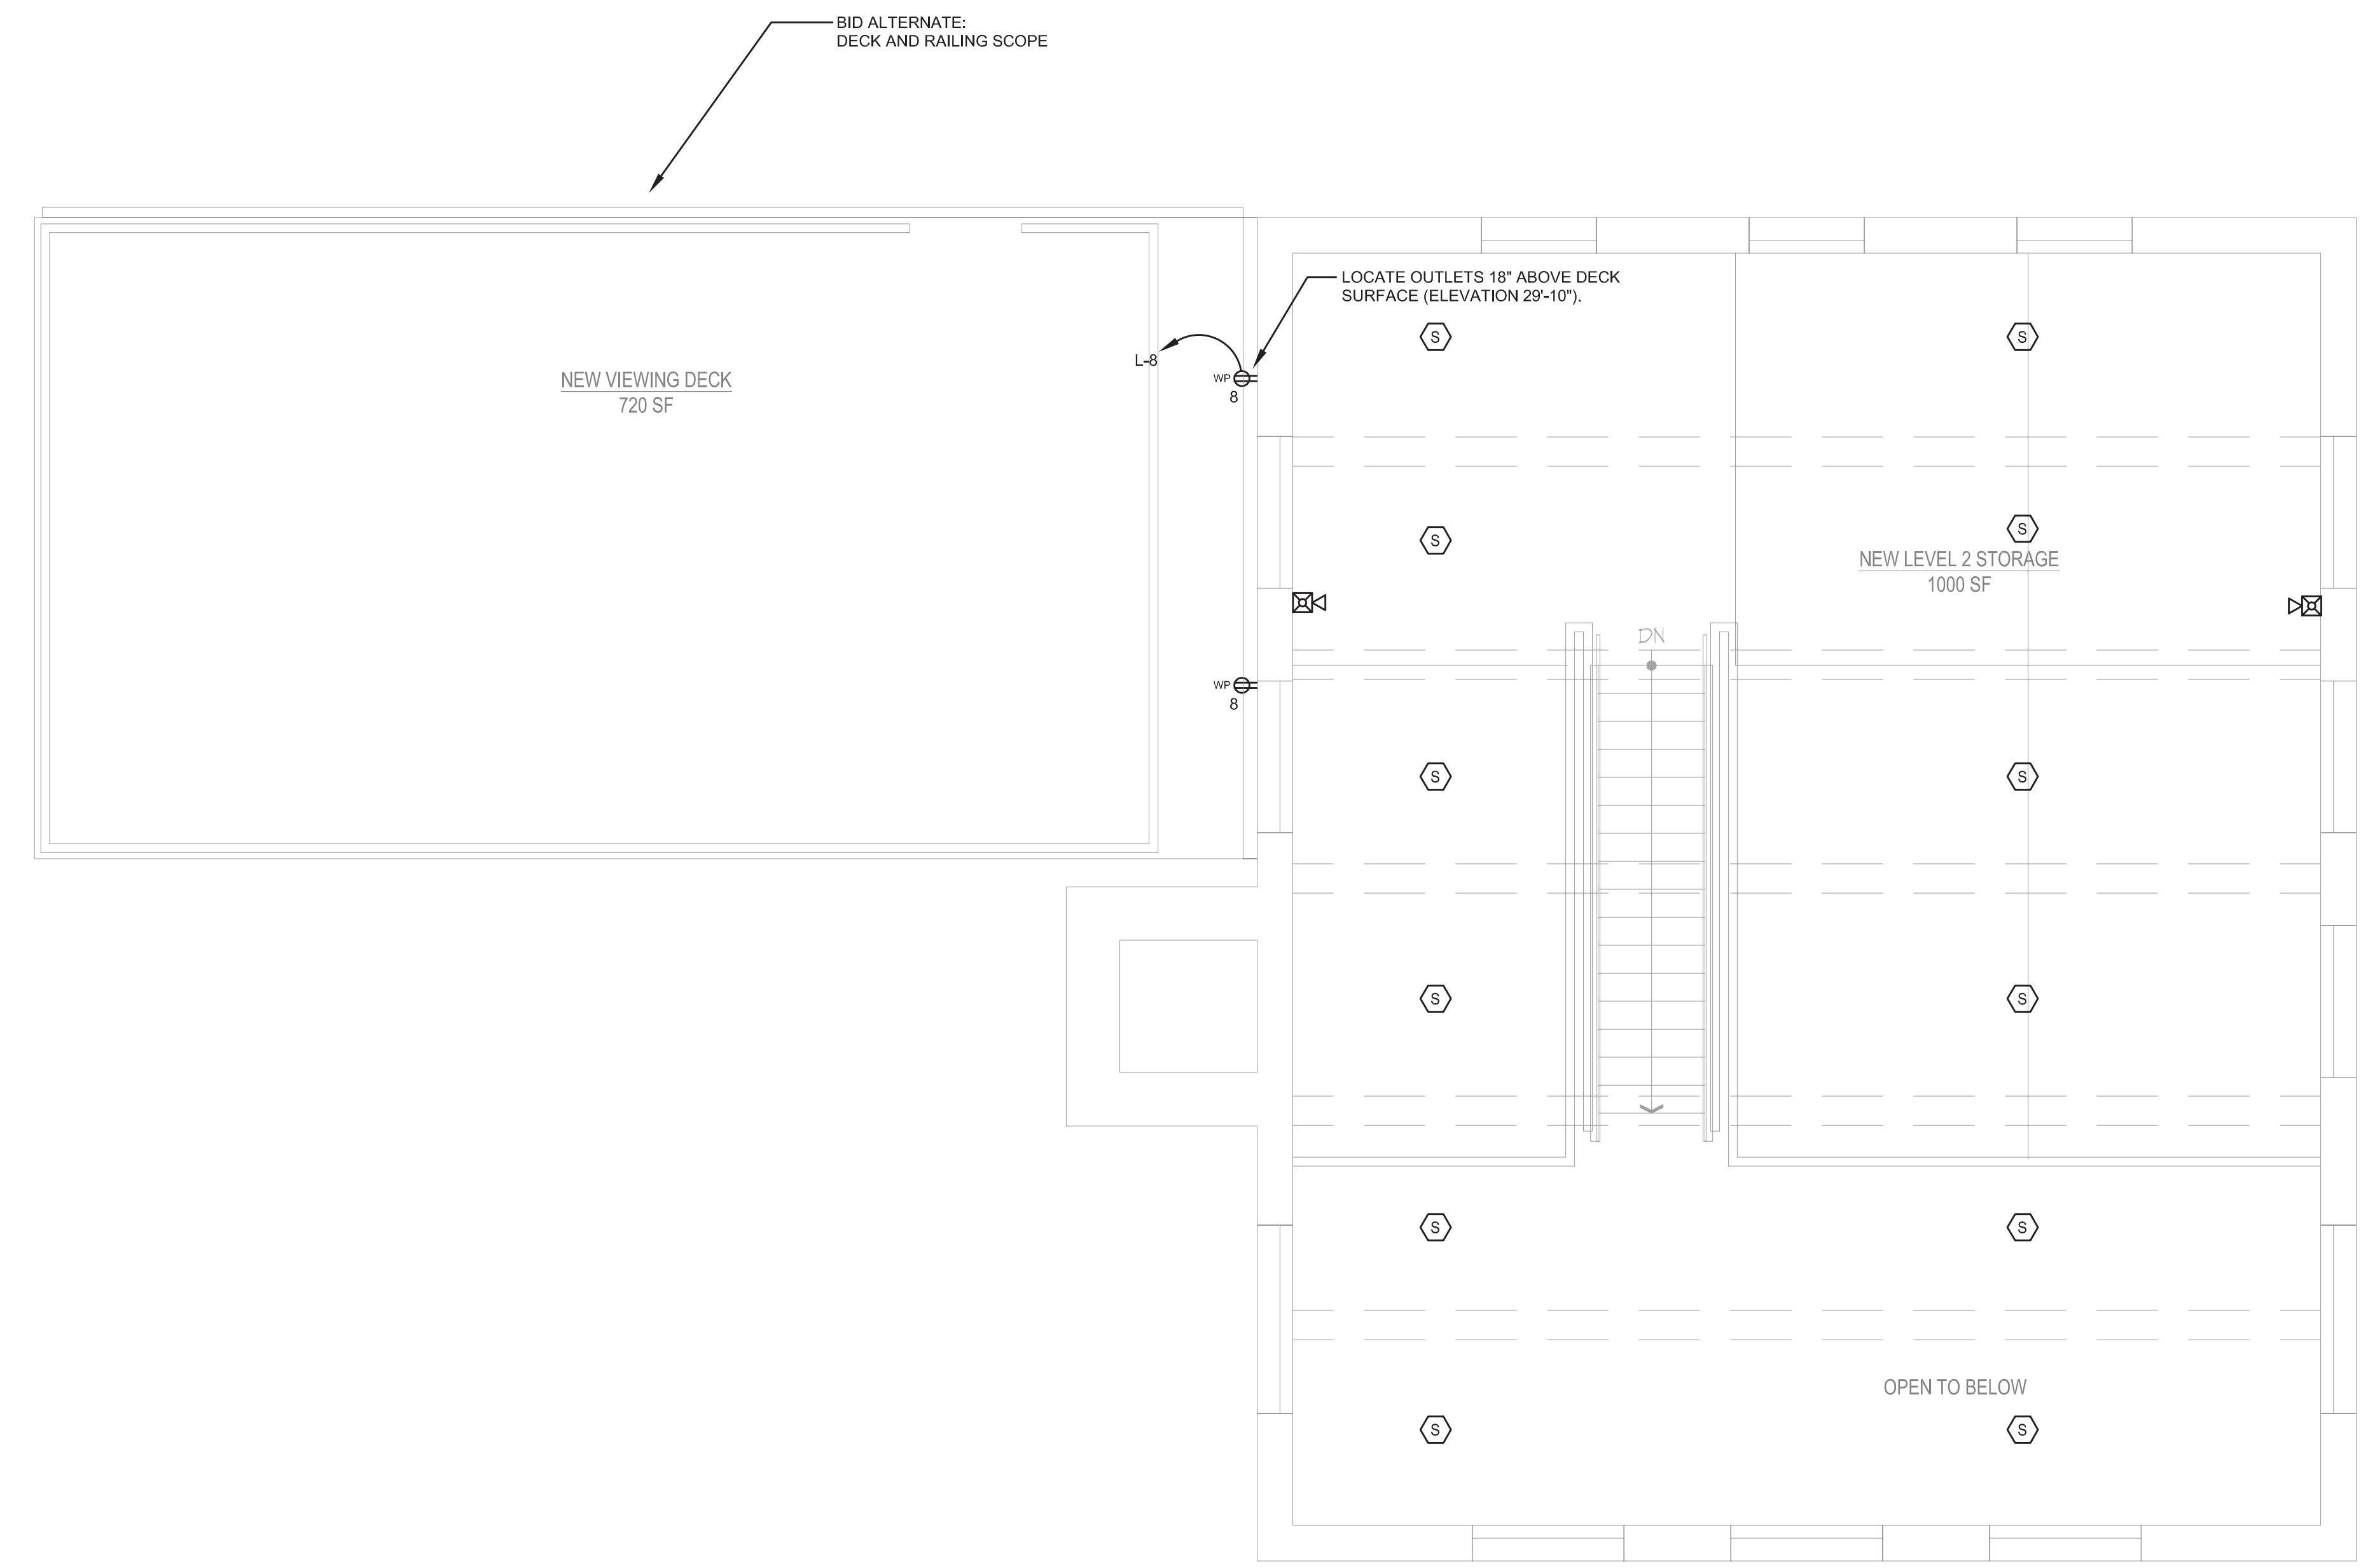 BID ALTERNATE:
DECK AND RAILING SCOPE
LOCATE OUTLETS 18" ABOVE DECK
SURFACE (ELEVATION 29'-10").
S
S
L-8
WP
8
NEW VIEWING DECK
720 SF
S
S
NEW LEVEL 2 STORAGE
1000 SF
DN
WP
8
S
S
S
S
S
S
OPEN TO BELOW
S
S